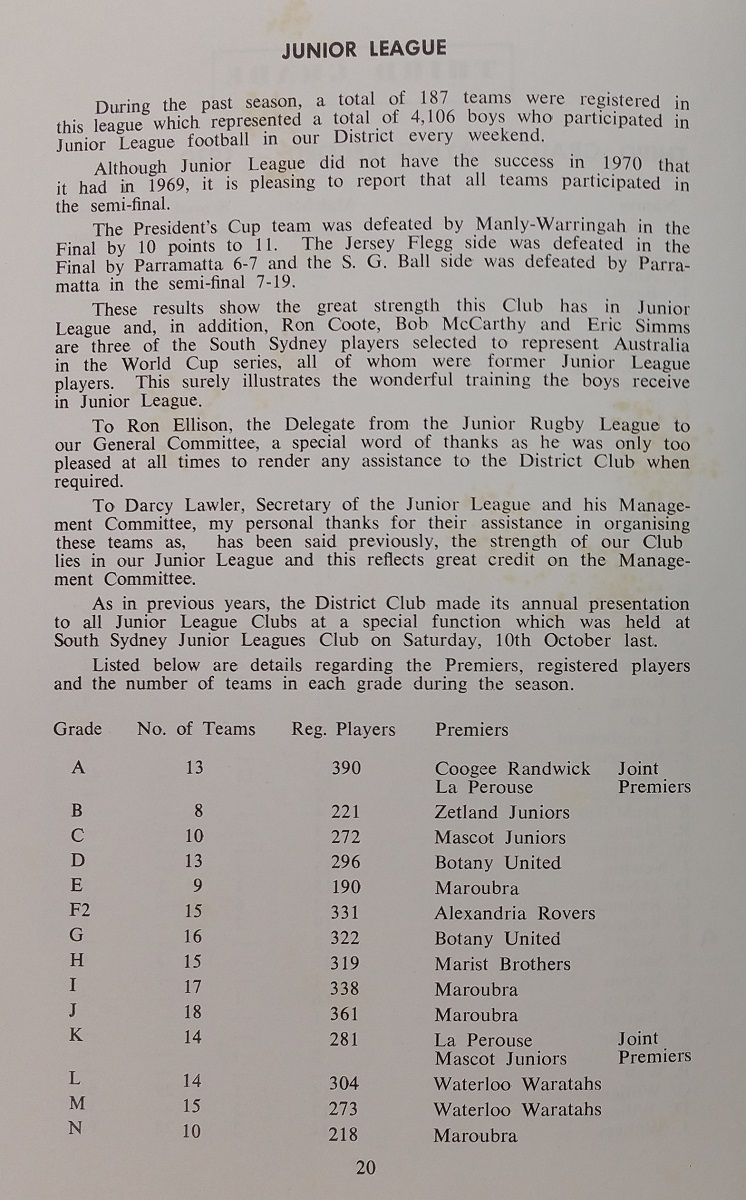 JUNIOR LEAGUE
During the past season, a total of 187 teams were registered in
this league which represented a total of 4,106 boys who participated in
Junior League football in our District every weekend.
Although Junior League did not have the success in 1970 that
it had in 1969, it is pleasing to report that all teams participated in
the semi-final.
The President's Cup team was defeated by Manly-Warringah in the
Final by 10 points to 11. The Jersey Flegg side was defeated in the
Final by Parramatta 6-7 and the S. G. Ball side was defeated by Parra-
matta in the semi-final 7-19.
These results show the great strength this Club has in Junior
League and, in addition, Ron Coote, Bob McCarthy and Eric Simms
are three of the South Sydney players selected to represent Australia
in the World Cup series, all of whom were former Junior League
players. This surely illustrates the wonderful training the boys receive
in Junior League.
To Ron Ellison, the Delegate from the Junior Rugby League to
our General Committee, a special word of thanks as he was only too
pleased at all times to render any assistance to the District Club when
required.
To Darcy Lawler, Secretary of the Junior League and his Manage-
ment Committee, my personal thanks for their assistance in organising
these teams as, has been said previously, the strength of our Club
lies in our Junior League and this reflects great credit on the Manage-
ment Committee.
As in previous years, the District Club made its annual presentation
to all Junior League Clubs at a special function which was held at
South Sydney Junior Leagues Club on Saturday, 10th October last.
Listed below are details regarding the Premiers, registered players
and the number of teams in each grade during the season.
Grade No. of Teams Reg. Players Premiers
A 13 390 Coogee Randwick Joint
La Perouse Premiers
B 8 221 Zetland Juniors
C 10 272 Mascot Juniors
D 13 296 Botany United
E 9 190 Maroubra
F2 15 331 Alexandria Rovers
G 16 322 Botany United
H 15 319 Marist Brothers
I 17 338 Maroubra
J 18 361 Maroubra
K 14 281 La Perouse Joint
Mascot Juniors Premiers
L 14 304 Waterloo Waratahs
M 15 273 Waterloo Waratahs
N 10 218 Maroubra
20